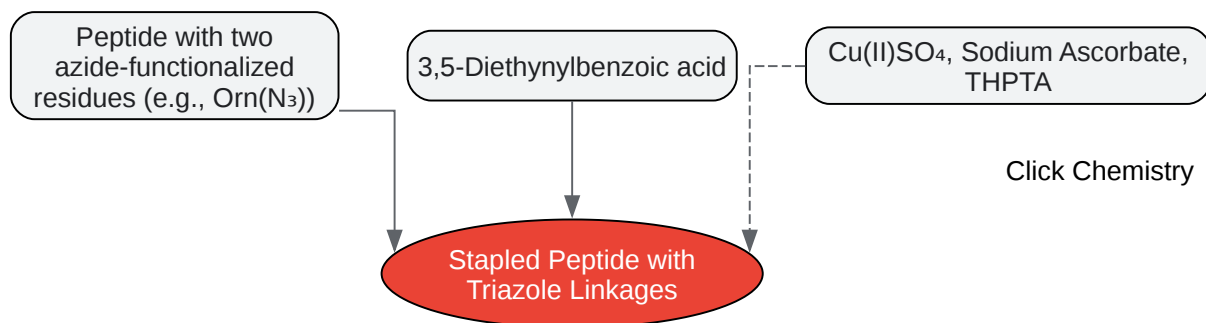 Peptide with two
azide-functionalized
residues (e.g., Orn(N₃))
3,5-Diethynylbenzoic acid
Cu(II)SO₄, Sodium Ascorbate,
THPTA
Click Chemistry
Stapled Peptide with
Triazole Linkages